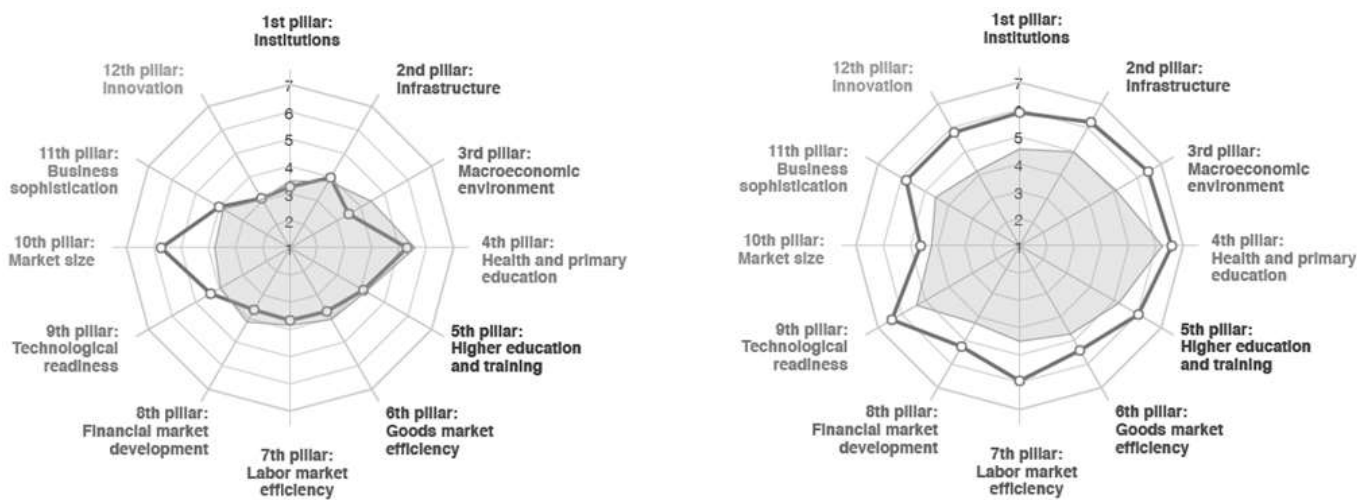 1st pillar:
Institutions
2nd pillar:
Infrastructure
3rd pillar:
Macroeconomic
environment
4th pillar:
Health and primary
education
5th pillar:
Higher education
and training
6th pillar:
Goods market
efficiency
7th pillar:
Labor market
efficiency
8th pillar:
Financial market
development
9th pillar:
Technological
readiness
10th pillar:
Market size
11th pillar:
Business
sophistication
12th pillar:
Innovation
7
6
5
4
3
2
1
1st pillar:
Institutions
2nd pillar:
Infrastructure
3rd pillar:
Macroeconomic
environment
4th pillar:
Health and primary
education
5th pillar:
Higher education
and training
6th pillar:
Goods market
efficiency
7th pillar:
Labor market
efficiency
8th pillar:
Financial market
development
9th pillar:
Technological
readiness
10th pillar:
Market size
11th pillar:
Business
sophistication
12th pillar:
Innovation
7
5
4
3
2
1